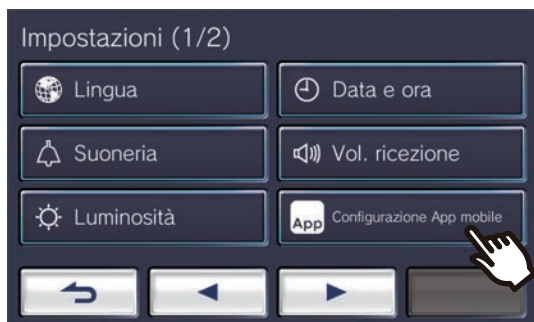 Impostazioni (1/2)
Lingua
Data e ora
Suoneria
Vol. ricezione
Luminosità
App Configurazione App mobile